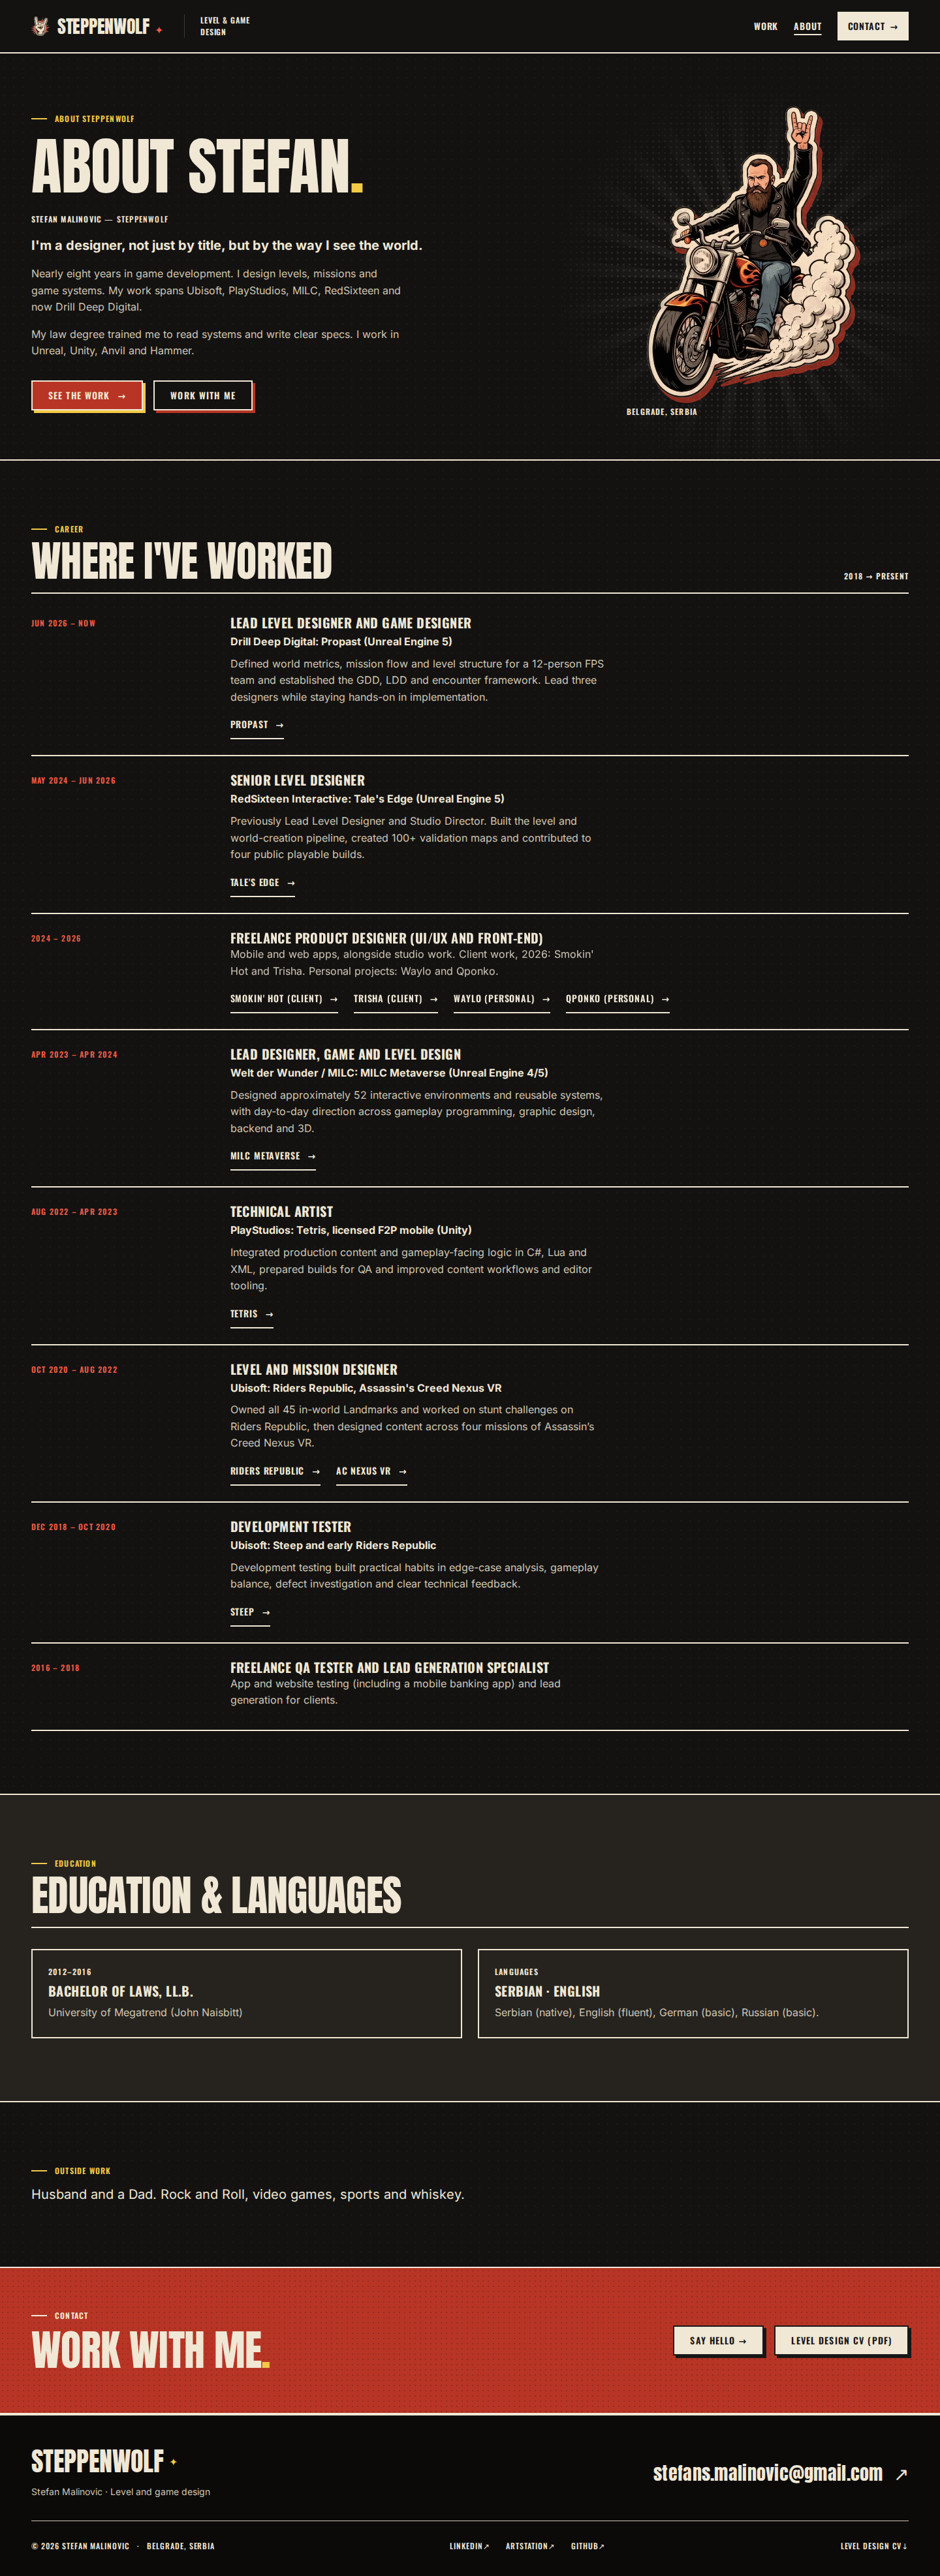 STEPPENWOLF
LEVEL & GAME
DESIGN
WORK
ABOUT
CONTACT →
ABOUT STEPPENWOLF
ABOUT STEFAN.
STEFAN MALINOVIC — STEPPENWOLF
I'm a designer, not just by title, but by the way I see the world.
Nearly eight years in game development. I design levels, missions and
game systems. My work spans Ubisoft, PlayStudios, MILC, RedSixteen and
now Drill Deep Digital.
My law degree trained me to read systems and write clear specs. I work in
Unreal, Unity, Anvil and Hammer.
SEE THE WORK →
WORK WITH ME
BELGRADE, SERBIA
CAREER
WHERE I'VE WORKED
2018 → PRESENT
JUN 2026 – NOW
LEAD LEVEL DESIGNER AND GAME DESIGNER
Drill Deep Digital: Propast (Unreal Engine 5)
Defined world metrics, mission flow and level structure for a 12-person FPS
team and established the GDD, LDD and encounter framework. Lead three
designers while staying hands-on in implementation.
PROPAST →
MAY 2024 – JUN 2026
SENIOR LEVEL DESIGNER
RedSixteen Interactive: Tale's Edge (Unreal Engine 5)
Previously Lead Level Designer and Studio Director. Built the level and
world-creation pipeline, created 100+ validation maps and contributed to
four public playable builds.
TALE'S EDGE →
2024 – 2026
FREELANCE PRODUCT DESIGNER (UI/UX AND FRONT-END)
Mobile and web apps, alongside studio work. Client work, 2026: Smokin'
Hot and Trisha. Personal projects: Waylo and Qponko.
SMOKIN' HOT (CLIENT) →
TRISHA (CLIENT) →
WAYLO (PERSONAL) →
QPONKO (PERSONAL) →
APR 2023 – APR 2024
LEAD DESIGNER, GAME AND LEVEL DESIGN
Welt der Wunder / MILC: MILC Metaverse (Unreal Engine 4/5)
Designed approximately 52 interactive environments and reusable systems,
with day-to-day direction across gameplay programming, graphic design,
backend and 3D.
MILC METAVERSE →
AUG 2022 – APR 2023
TECHNICAL ARTIST
PlayStudios: Tetris, licensed F2P mobile (Unity)
Integrated production content and gameplay-facing logic in C#, Lua and
XML, prepared builds for QA and improved content workflows and editor
tooling.
TETRIS →
OCT 2020 – AUG 2022
LEVEL AND MISSION DESIGNER
Ubisoft: Riders Republic, Assassin's Creed Nexus VR
Owned all 45 in-world Landmarks and worked on stunt challenges on
Riders Republic, then designed content across four missions of Assassin’s
Creed Nexus VR.
RIDERS REPUBLIC →
AC NEXUS VR →
DEC 2018 – OCT 2020
DEVELOPMENT TESTER
Ubisoft: Steep and early Riders Republic
Development testing built practical habits in edge-case analysis, gameplay
balance, defect investigation and clear technical feedback.
STEEP →
2016 – 2018
FREELANCE QA TESTER AND LEAD GENERATION SPECIALIST
App and website testing (including a mobile banking app) and lead
generation for clients.
EDUCATION
EDUCATION & LANGUAGES
2012–2016
BACHELOR OF LAWS, LL.B.
University of Megatrend (John Naisbitt)
LANGUAGES
SERBIAN · ENGLISH
Serbian (native), English (fluent), German (basic), Russian (basic).
OUTSIDE WORK
Husband and a Dad. Rock and Roll, video games, sports and whiskey.
CONTACT
WORK WITH ME.
SAY HELLO →
LEVEL DESIGN CV (PDF)
STEPPENWOLF
Stefan Malinovic · Level and game design
stefans.malinovic@gmail.com ↗
© 2026 STEFAN MALINOVIC · BELGRADE, SERBIA
LINKEDIN↗
ARTSTATION↗
GITHUB↗
LEVEL DESIGN CV↓